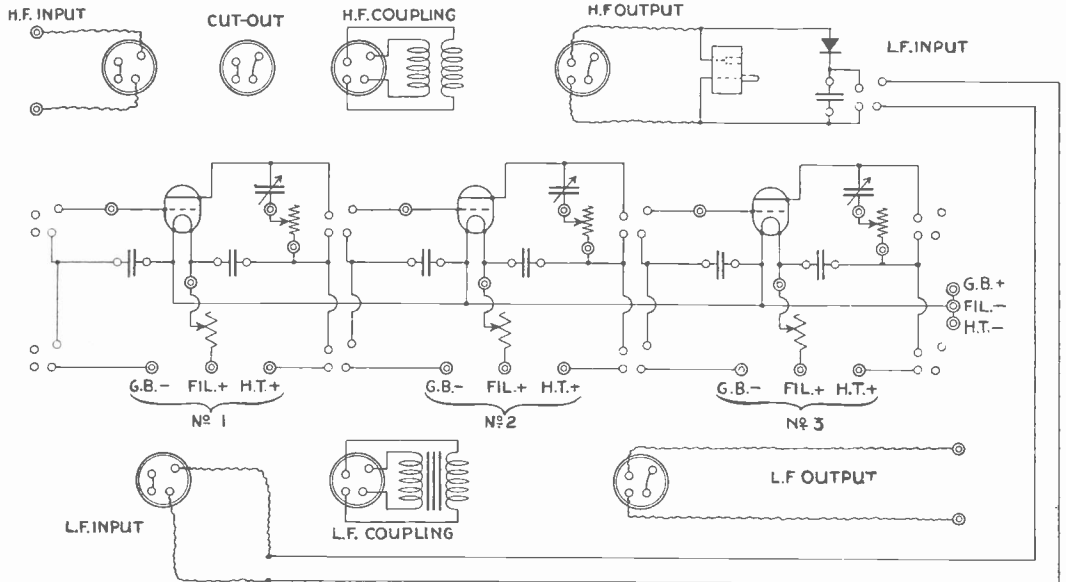 H.F. INPUT
CUT-OUT
H.F. COUPLING
H.F OUTPUT
L.F. INPUT
G.B.+
FIL.–
H.T.–
G.B.– FIL.+ H.T.+
Nº 1
G.B.– FIL.+ H.T.+
Nº 2
G.B.– FIL.+ H.T.+
Nº 3
L.F. INPUT
L.F. COUPLING
L.F OUTPUT